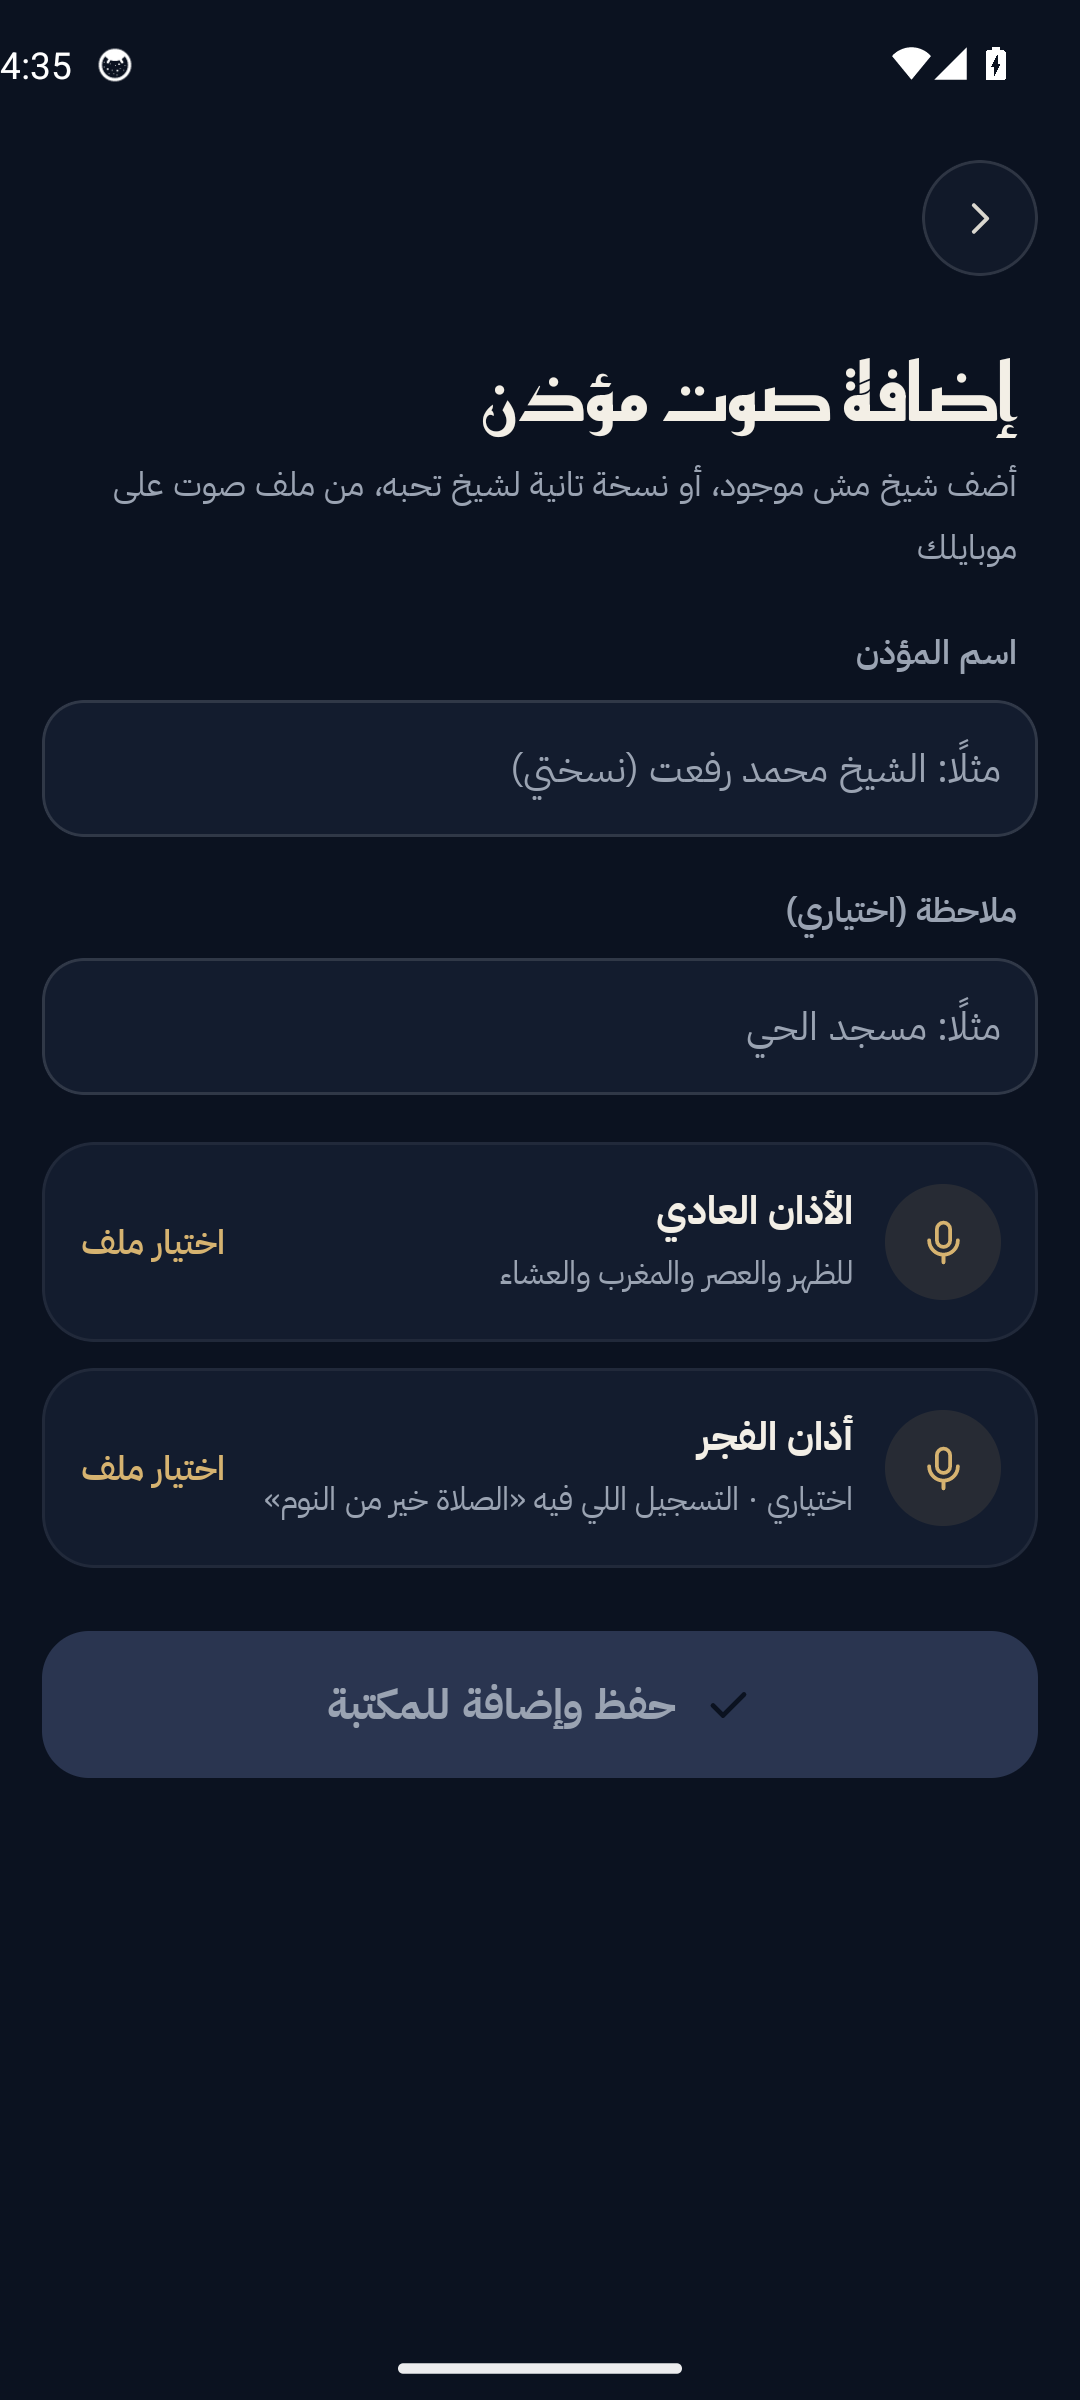 4:35
إضافة صوت مؤذن
أضف شيخ مش موجود، أو نسخة تانية لشيخ تحبه، من ملف صوت على
موبايلك
اسم المؤذن
مثلًا: الشيخ محمد رفعت (نسختي)
ملاحظة (اختياري)
مثلًا: مسجد الحي
الأذان العادي
للظهر والعصر والمغرب والعشاء
اختيار ملف
أذان الفجر
اختياري · التسجيل اللي فيه «الصلاة خير من النوم»
اختيار ملف
حفظ وإضافة للمكتبة